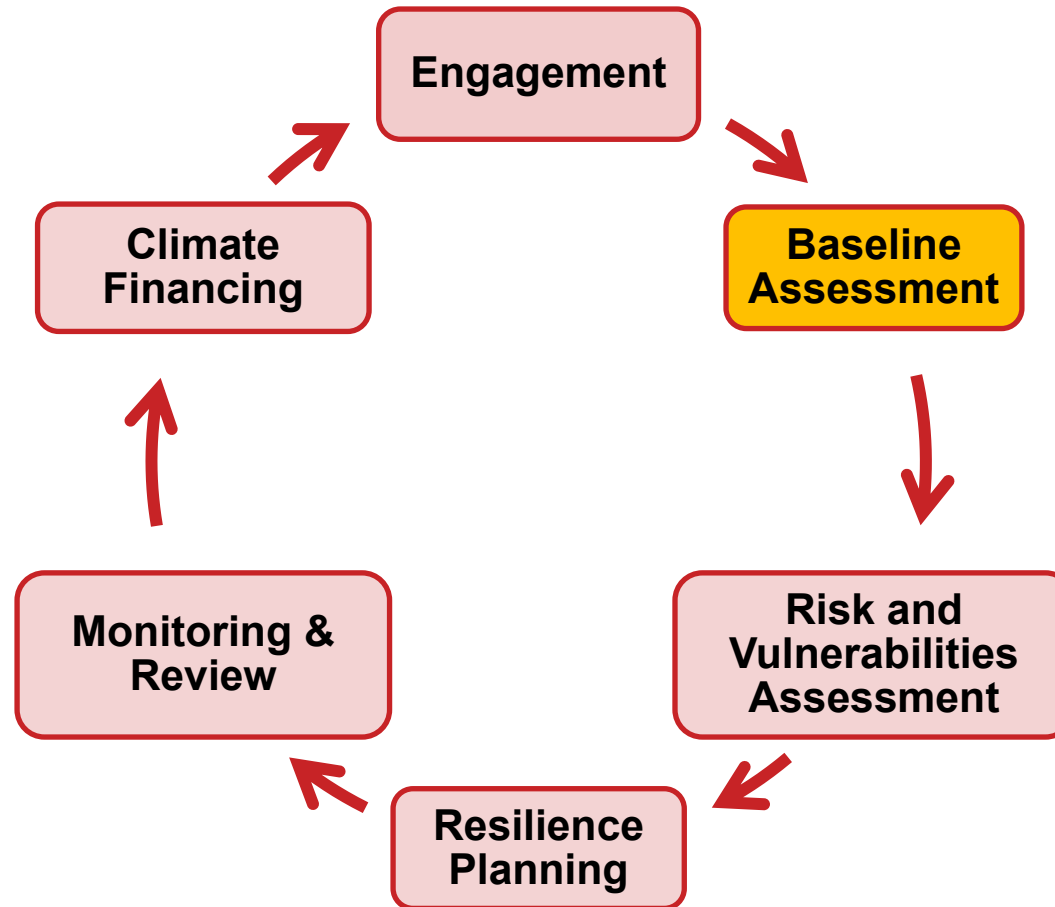 Engagement
Baseline
Assessment
Risk and
Vulnerabilities
Assessment
Resilience
Planning
Monitoring &
Review
Climate
Financing